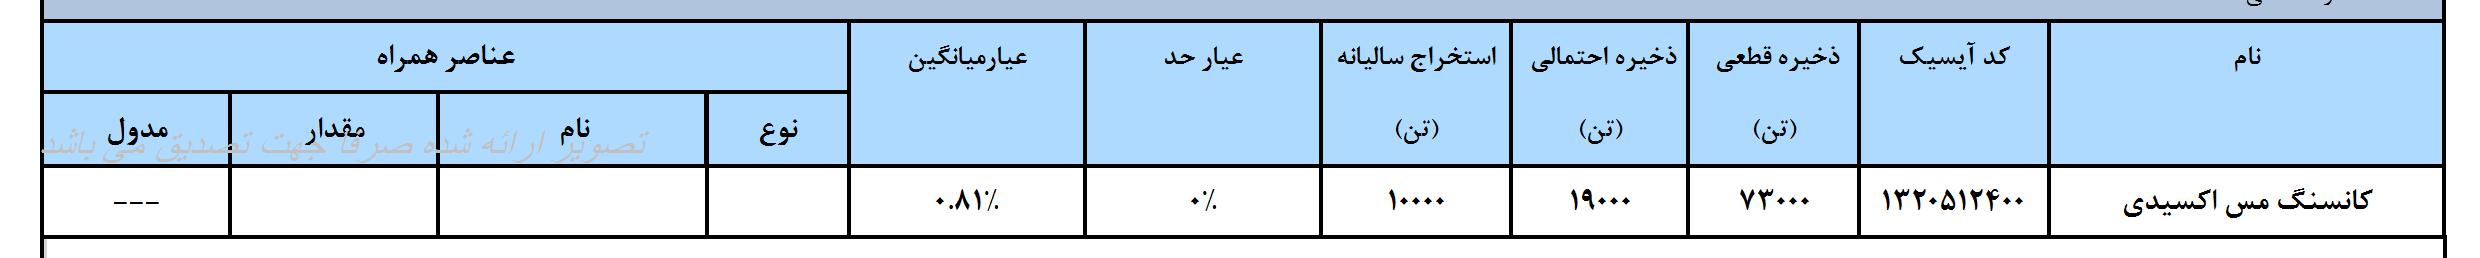 نام
کد آیسیک
ذخیره قطعی
(تن)
ذخیره احتمالی
(تن)
استخراج سالیانه
(تن)
عیار حد
عیارمیانگین
عناصر همراه
نوع
نام
مقدار
مدول
تصویر ارائه شده صرفا جهت تصدیق می باشد
کانسنگ مس اکسیدی
۱۳۲۰۵۱۲۴۰۰
۷۳۰۰۰
۱۹۰۰۰
۱۰۰۰۰
۰%
۰.۸۱%
---